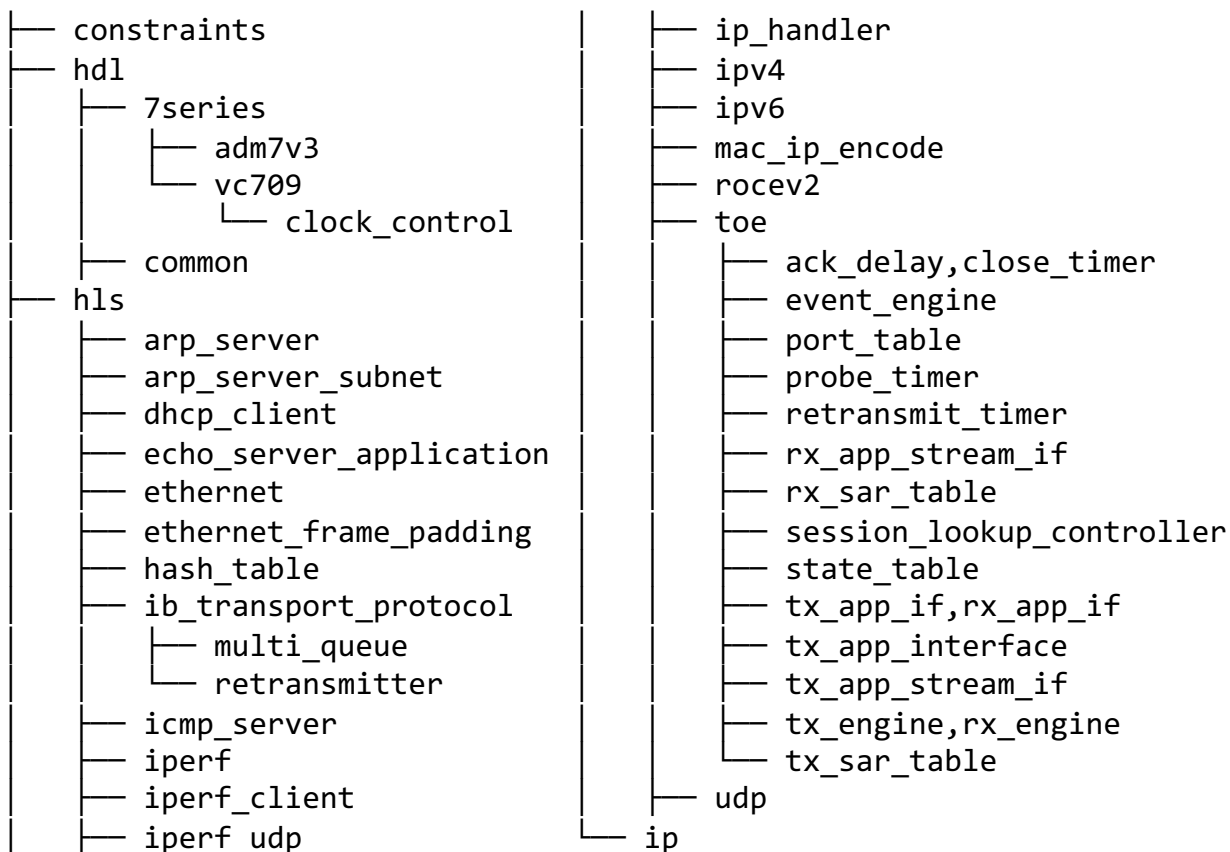 ├── constraints
├── hdl
│   ├── 7series
│   │   ├── adm7v3
│   │   └── vc709
│   │       └── clock_control
│   ├── common
├── hls
│   ├── arp_server
│   ├── arp_server_subnet
│   ├── dhcp_client
│   ├── echo_server_application
│   ├── ethernet
│   ├── ethernet_frame_padding
│   ├── hash_table
│   ├── ib_transport_protocol
│   │   ├── multi_queue
│   │   └── retransmitter
│   ├── icmp_server
│   ├── iperf
│   ├── iperf_client
│   ├── iperf_udp
│   ├── ip_handler
│   ├── ipv4
│   ├── ipv6
│   ├── mac_ip_encode
│   ├── rocev2
│   ├── toe
│   │   ├── ack_delay,close_timer
│   │   ├── event_engine
│   │   ├── port_table
│   │   ├── probe_timer
│   │   ├── retransmit_timer
│   │   ├── rx_app_stream_if
│   │   ├── rx_sar_table
│   │   ├── session_lookup_controller
│   │   ├── state_table
│   │   ├── tx_app_if,rx_app_if
│   │   ├── tx_app_interface
│   │   ├── tx_app_stream_if
│   │   ├── tx_engine,rx_engine
│   │   └── tx_sar_table
│   ├── udp
└── ip